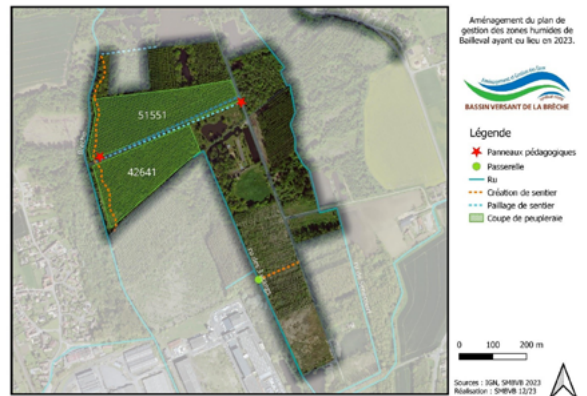 Aménagement du plan de
gestion des zones humides de
Bailleval ayant eu lieu en 2023.
BASSIN VERSANT DE LA BRÊCHE
Légende
Panneaux pédagogiques
Passerelle
Ru
Création de sentier
Paillage de sentier
Coupe de peupleraie
51551
42641
0 100 200 m
Sources : IGN, SMBVB 2023
Réalisation : SMBVB 12/23